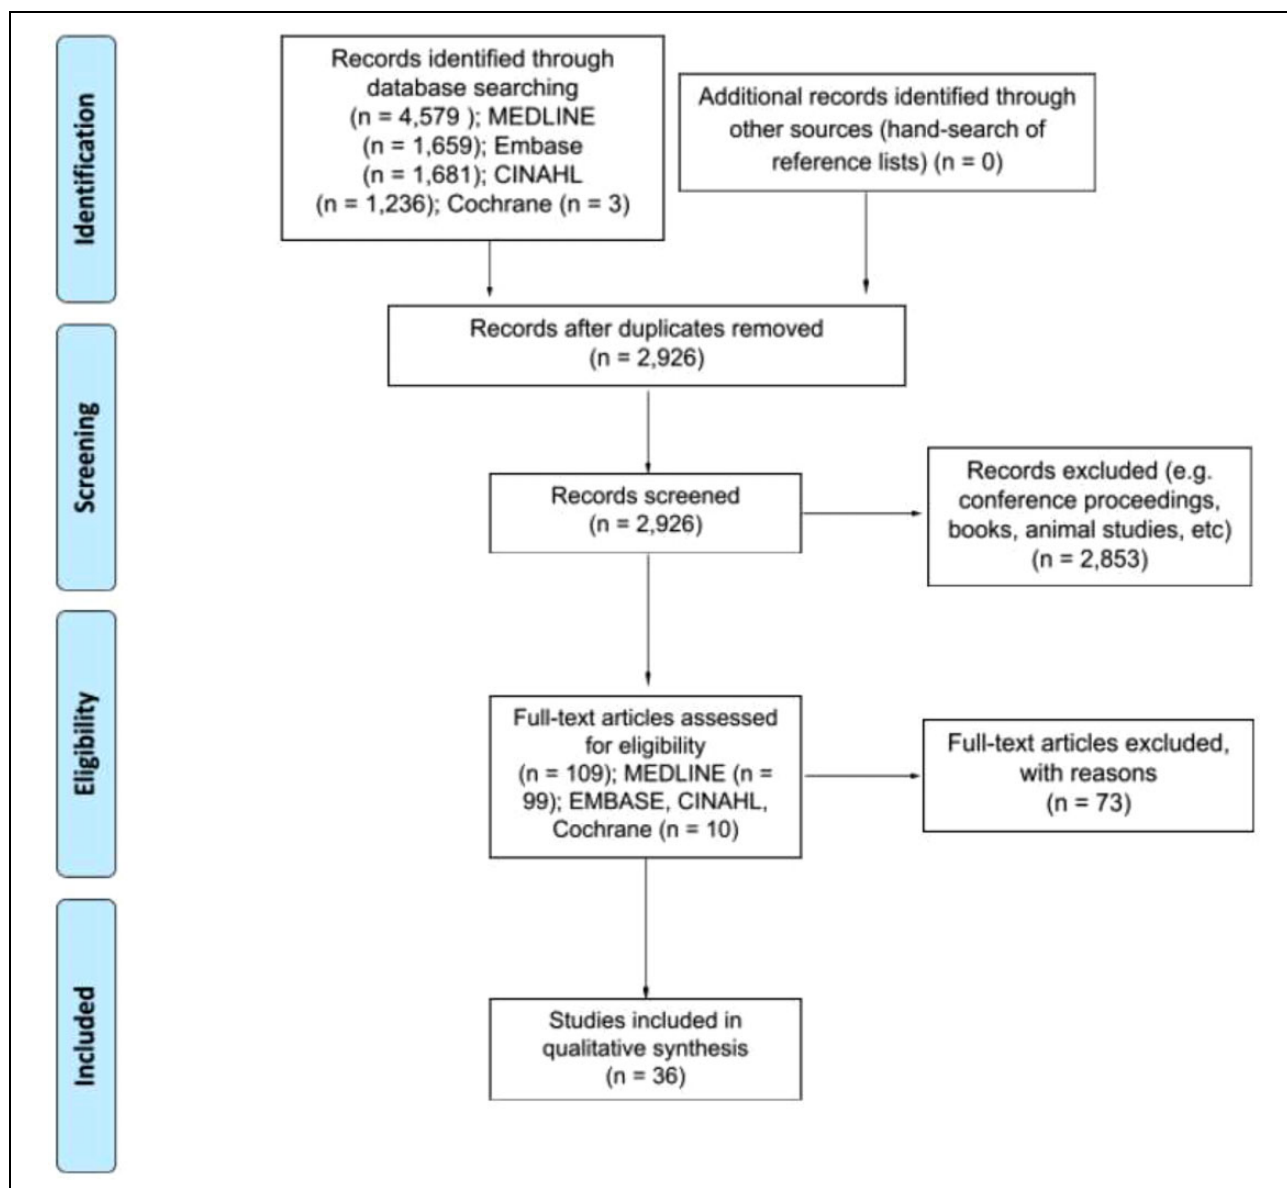 Identification
Records identified through
database searching
(n = 4,579 ); MEDLINE
(n = 1,659); Embase
(n = 1,681); CINAHL
(n = 1,236); Cochrane (n = 3)
Additional records identified through
other sources (hand-search of
reference lists) (n = 0)
Records after duplicates removed
(n = 2,926)
Screening
Records screened
(n = 2,926)
Records excluded (e.g.
conference proceedings,
books, animal studies, etc)
(n = 2,853)
Eligibility
Full-text articles assessed
for eligibility
(n = 109); MEDLINE (n =
99); EMBASE, CINAHL,
Cochrane (n = 10)
Full-text articles excluded,
with reasons
(n = 73)
Included
Studies included in
qualitative synthesis
(n = 36)